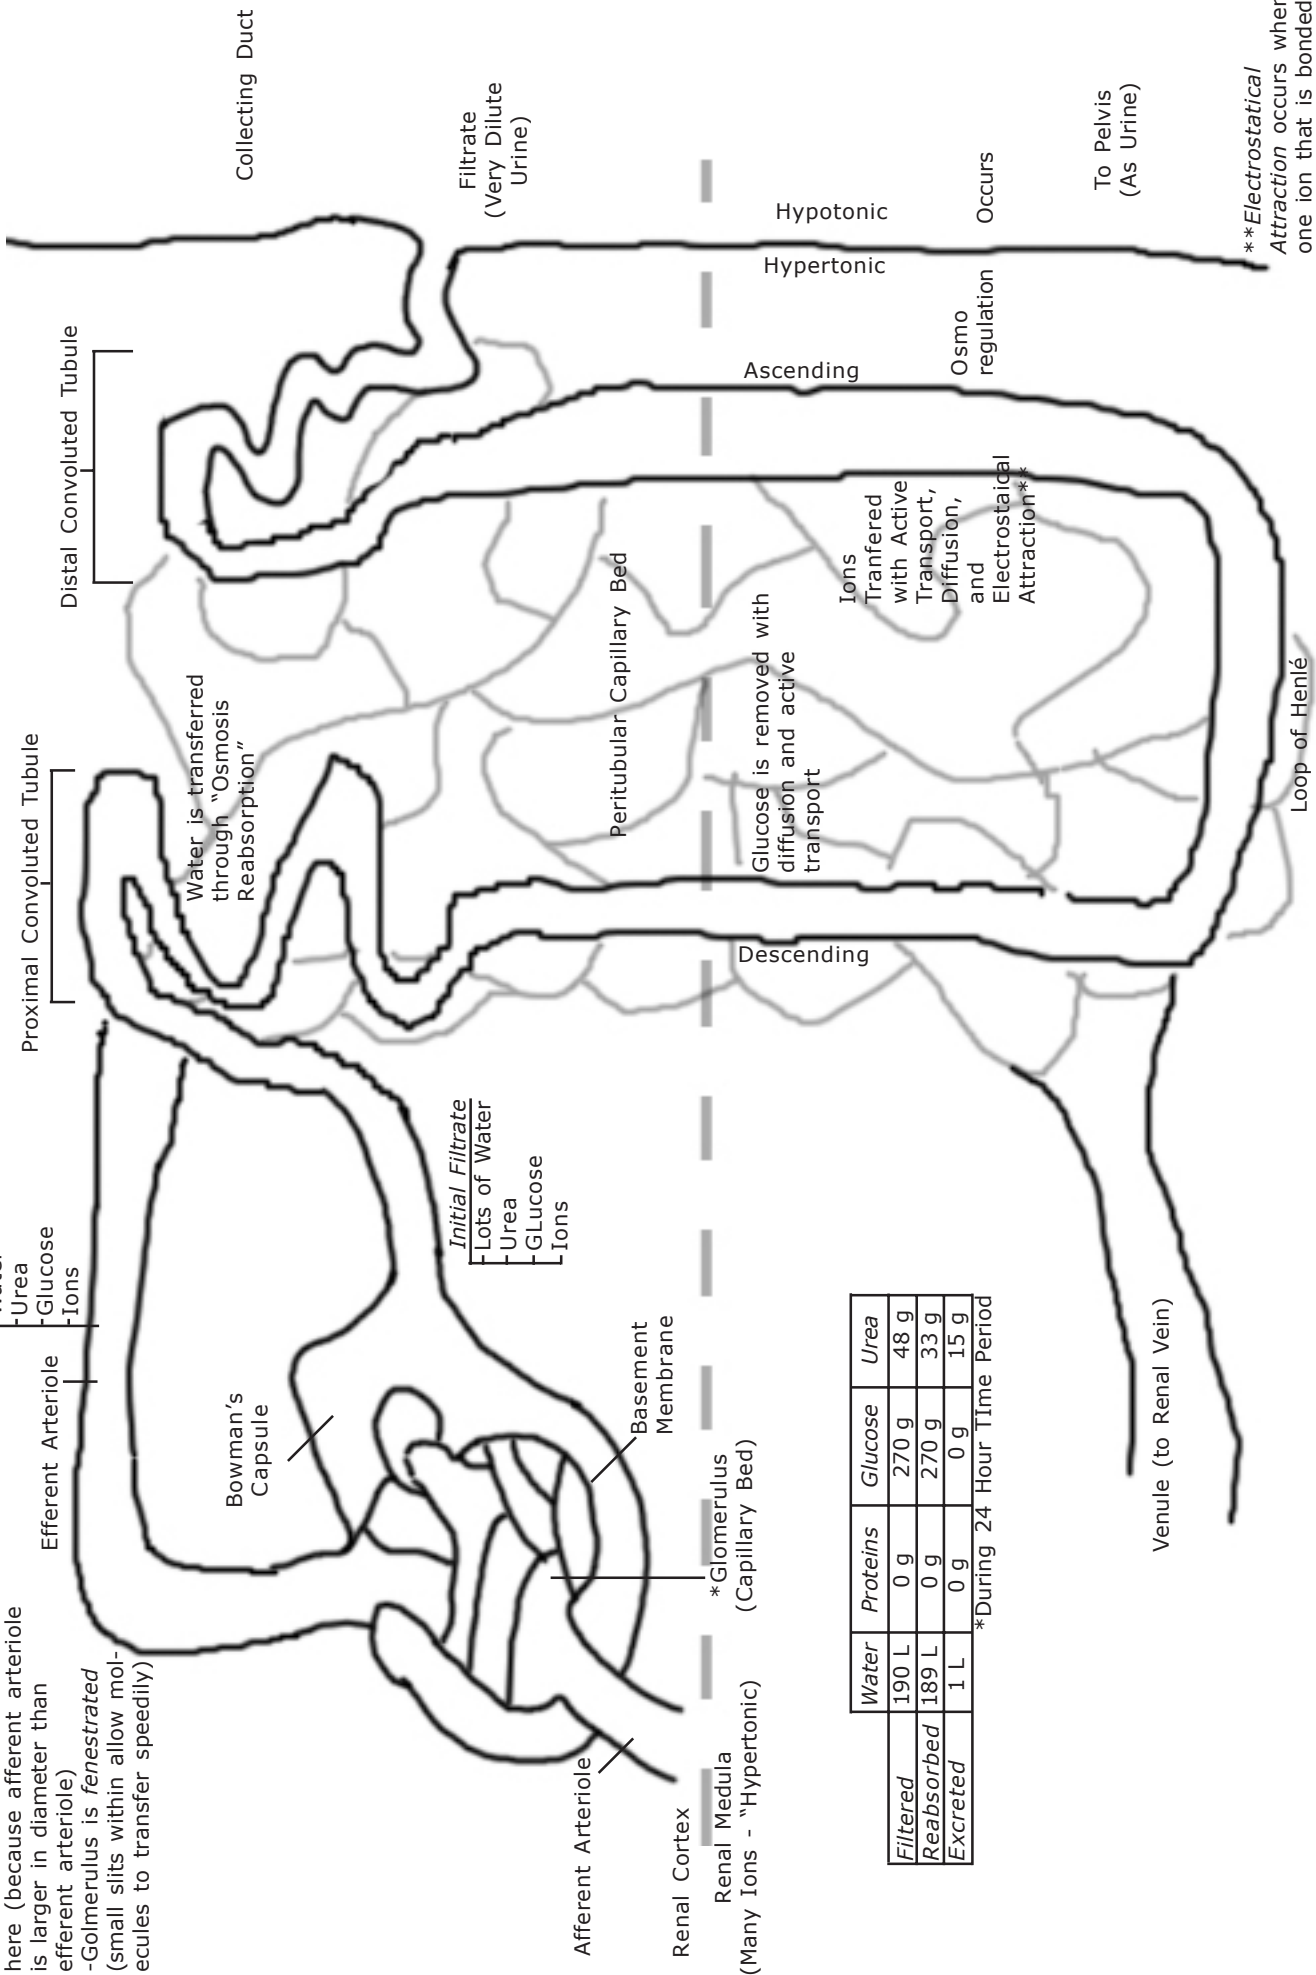 here (because afferent arteriole
is larger in diameter than
efferent arteriole)
-Golmerulus is fenestrated
(small slits within allow mol-
ecules to transfer speedily)
Efferent Arteriole
-Urea
-Glucose
-Ions
Proximal Convoluted Tubule
Distal Convoluted Tubule
Collecting Duct
Bowman's
Capsule
Water is transferred
through "Osmosis
Reabsorption"
Initial Filtrate
-Lots of Water
-Urea
-GLucose
-Ions
Filtrate
(Very Dilute
Urine)
Afferent Arteriole
Basement
Membrane
Peritubular Capillary Bed
Renal Cortex
*Glomerulus
(Capillary Bed)
Renal Medula
(Many Ions - "Hypertonic)
Descending
Glucose is removed with
diffusion and active
transport
Ascending
Hypertonic
Hypotonic
Ions
Tranfered
with Active
Transport,
Diffusion,
and
Electrostaical
Attraction**
Osmo
regulation
Occurs
Water Proteins Glucose Urea
Filtered 190 L 0 g 270 g 48 g
Reabsorbed 189 L 0 g 270 g 33 g
Excreted 1 L 0 g 0 g 15 g
*During 24 Hour TIme Period
To Pelvis
(As Urine)
Venule (to Renal Vein)
Loop of Henlé
**Electrostatical
Attraction occurs when
one ion that is bonded